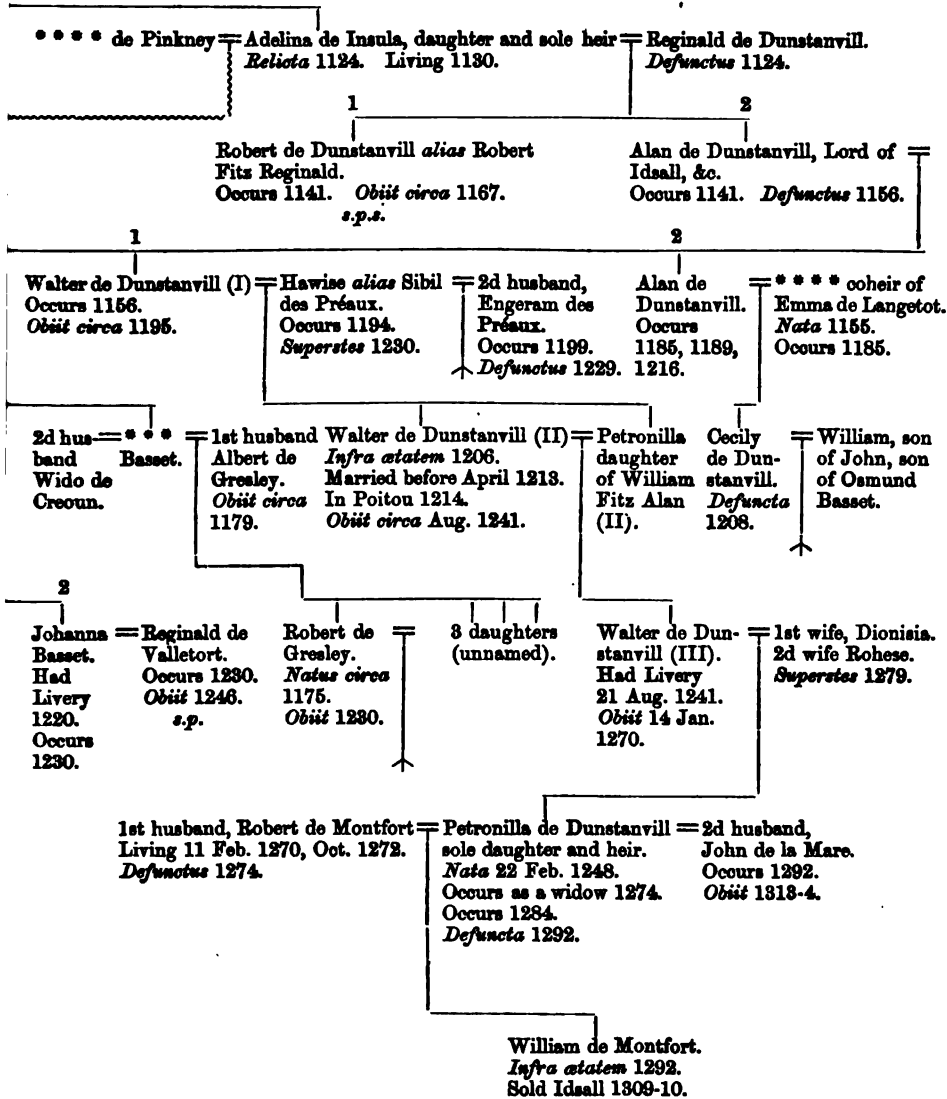 * * * * de Pinkney = Adelina de Insula, daughter and sole heir = Reginald de Dunstanvill.
Relicta 1124. Living 1130.
Defunctus 1124.
1
2
Robert de Dunstanvill alias Robert
Fitz Reginald.
Occurs 1141. Obiit circa 1167.
s.p.s.
Alan de Dunstanvill, Lord of =
Idsall, &c.
Occurs 1141. Defunctus 1156.
1
2
Walter de Dunstanvill (I) =
Occurs 1156.
Obiit circa 1195.
Hawise alias Sibil =
des Préaux.
Occurs 1194.
Superstes 1230.
2d husband,
Engeram des
Préaux.
Occurs 1199.
Defunctus 1229.
Alan de
Dunstanvill.
Occurs
1185, 1189,
1216.
= * * * * coheir of
Emma de Langetot.
Nata 1155.
Occurs 1185.
2d hus-
band
Wido de
Creoun.
= * * * =
Basset.
1st husband
Albert de
Gresley.
Obiit circa
1179.
Walter de Dunstanvill (II) =
Infra ætatem 1206.
Married before April 1213.
In Poitou 1214.
Obiit circa Aug. 1241.
Petronilla
daughter
of William
Fitz Alan
(II).
Cecily
de Dun-
stanvill.
Defuncta
1208.
= William, son
of John, son
of Osmund
Basset.
2
Johanna =
Basset.
Had
Livery
1220.
Occurs
1230.
Reginald de
Valletort.
Occurs 1230.
Obiit 1246.
s.p.
Robert de =
Gresley.
Natus circa
1175.
Obiit 1230.
3 daughters
(unnamed).
Walter de Dun- =
stanvill (III).
Had Livery
21 Aug. 1241.
Obiit 14 Jan.
1270.
1st wife, Dionisia.
2d wife Rohese.
Superstes 1279.
1st husband, Robert de Montfort =
Living 11 Feb. 1270, Oct. 1272.
Defunctus 1274.
Petronilla de Dunstanvill =
sole daughter and heir.
Nata 22 Feb. 1248.
Occurs as a widow 1274.
Occurs 1284.
Defuncta 1292.
2d husband,
John de la Mare.
Occurs 1292.
Obiit 1313-4.
William de Montfort.
Infra ætatem 1292.
Sold Idsall 1309-10.